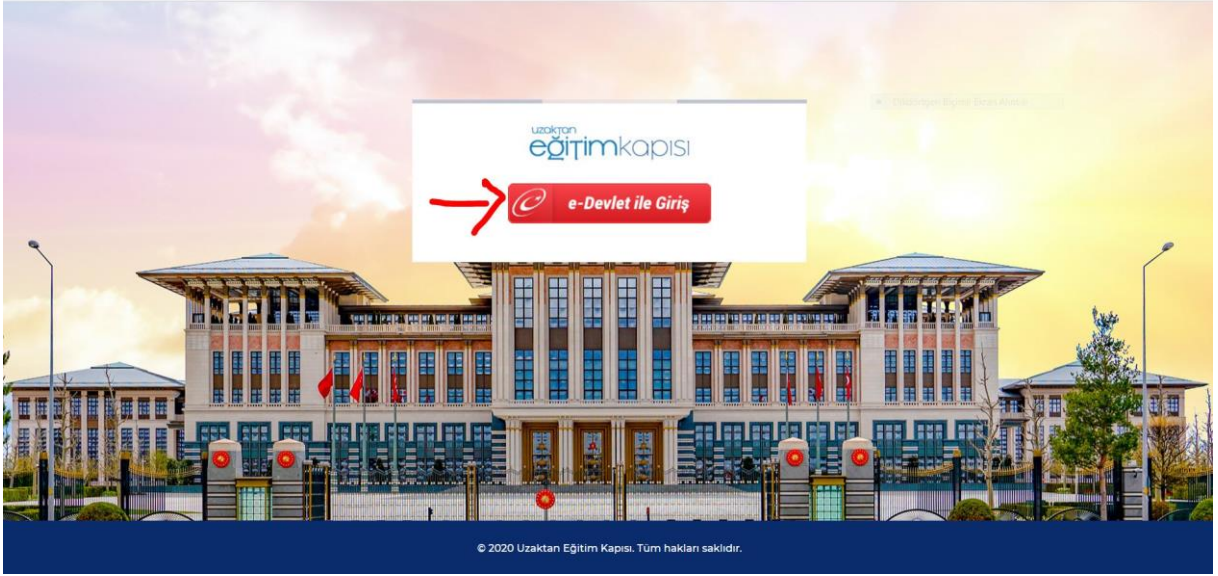 uzaktan
eğitimkapısı
e-Devlet ile Giriş
© 2020 Uzaktan Eğitim Kapısı. Tüm hakları saklıdır.